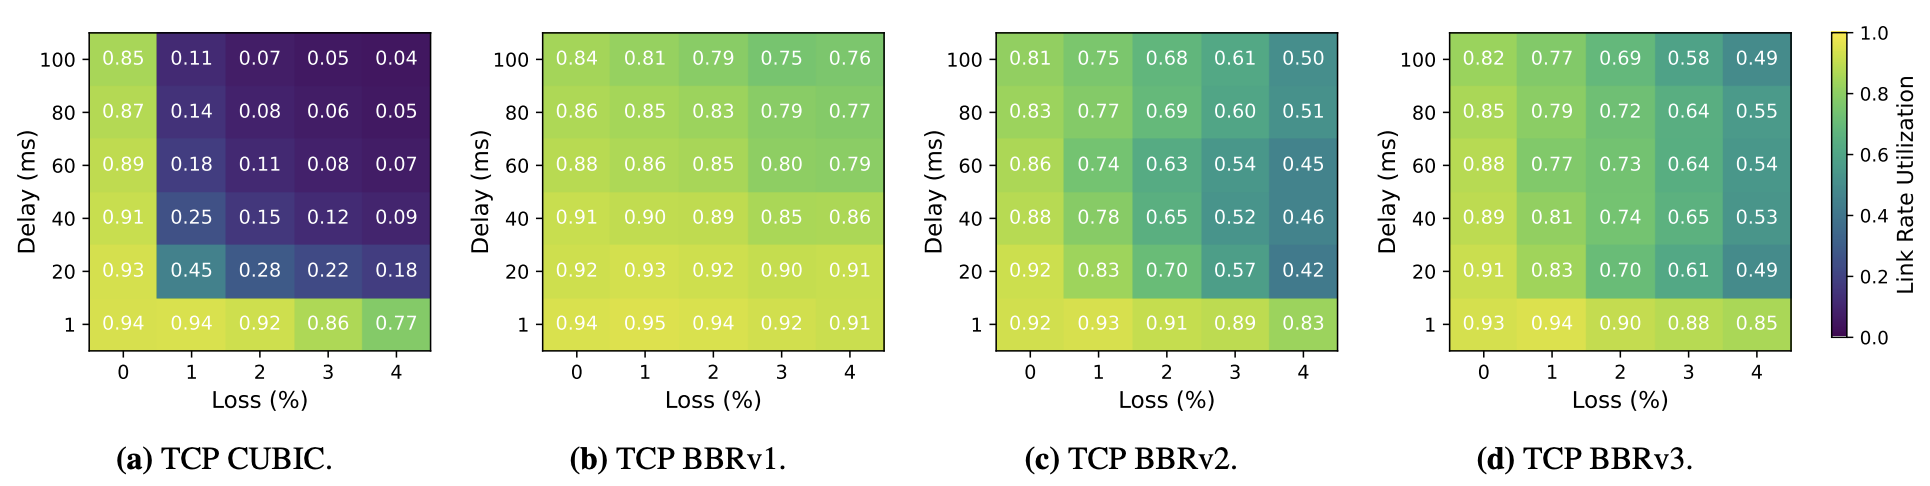 100 0.85 0.11 0.07 0.05 0.04
80 0.87 0.14 0.08 0.06 0.05
60 0.89 0.18 0.11 0.08 0.07
40 0.91 0.25 0.15 0.12 0.09
20 0.93 0.45 0.28 0.22 0.18
1 0.94 0.94 0.92 0.86 0.77
0 1 2 3 4
Delay (ms)
Loss (%)
(a) TCP CUBIC.
100 0.84 0.81 0.79 0.75 0.76
80 0.86 0.85 0.83 0.79 0.77
60 0.88 0.86 0.85 0.80 0.79
40 0.91 0.90 0.89 0.85 0.86
20 0.92 0.93 0.92 0.90 0.91
1 0.94 0.95 0.94 0.92 0.91
0 1 2 3 4
Delay (ms)
Loss (%)
(b) TCP BBRv1.
100 0.81 0.75 0.68 0.61 0.50
80 0.83 0.77 0.69 0.60 0.51
60 0.86 0.74 0.63 0.54 0.45
40 0.88 0.78 0.65 0.52 0.46
20 0.92 0.83 0.70 0.57 0.42
1 0.92 0.93 0.91 0.89 0.83
0 1 2 3 4
Delay (ms)
Loss (%)
(c) TCP BBRv2.
100 0.82 0.77 0.69 0.58 0.49
80 0.85 0.79 0.72 0.64 0.55
60 0.88 0.77 0.73 0.64 0.54
40 0.89 0.81 0.74 0.65 0.53
20 0.91 0.83 0.70 0.61 0.49
1 0.93 0.94 0.90 0.88 0.85
0 1 2 3 4
Delay (ms)
Loss (%)
(d) TCP BBRv3.
1.0
0.8
0.6
0.4
0.2
0.0
Link Rate Utilization